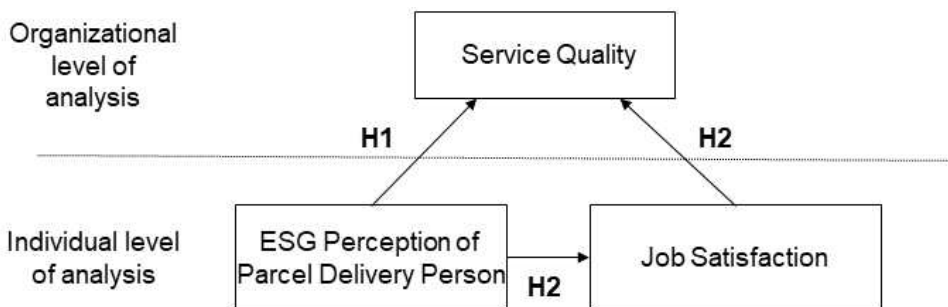 Organizational
level of
analysis
Service Quality
H1
H2
Individual level
of analysis
ESG Perception of
Parcel Delivery Person
H2
Job Satisfaction